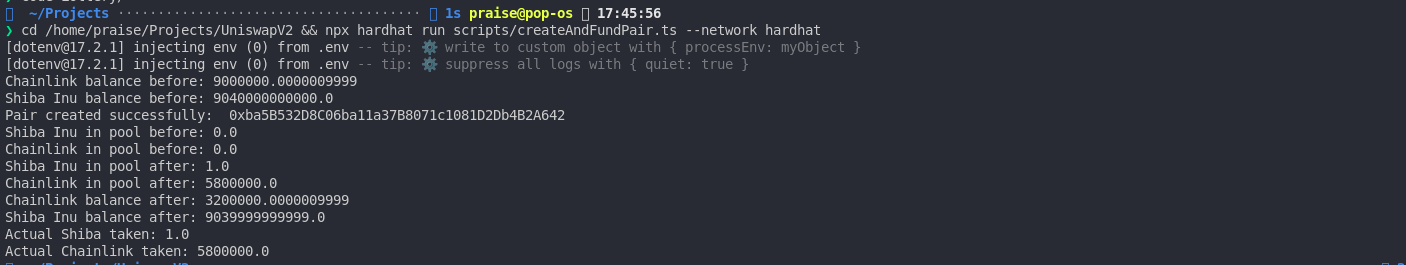 ~/Projects ······································ 1s praise@pop-os 17:45:56
❯ cd /home/praise/Projects/UniswapV2 && npx hardhat run scripts/createAndFundPair.ts --network hardhat
[dotenv@17.2.1] injecting env (0) from .env -- tip: ⚙️ write to custom object with { processEnv: myObject }
[dotenv@17.2.1] injecting env (0) from .env -- tip: ⚙️ suppress all logs with { quiet: true }
Chainlink balance before: 9000000.0000009999
Shiba Inu balance before: 9040000000000.0
Pair created successfully:  0xba5B532D8C06ba11a37B8071c1081D2Db4B2A642
Shiba Inu in pool before: 0.0
Chainlink in pool before: 0.0
Shiba Inu in pool after: 1.0
Chainlink in pool after: 5800000.0
Chainlink balance after: 3200000.0000009999
Shiba Inu balance after: 9039999999999.0
Actual Shiba taken: 1.0
Actual Chainlink taken: 5800000.0